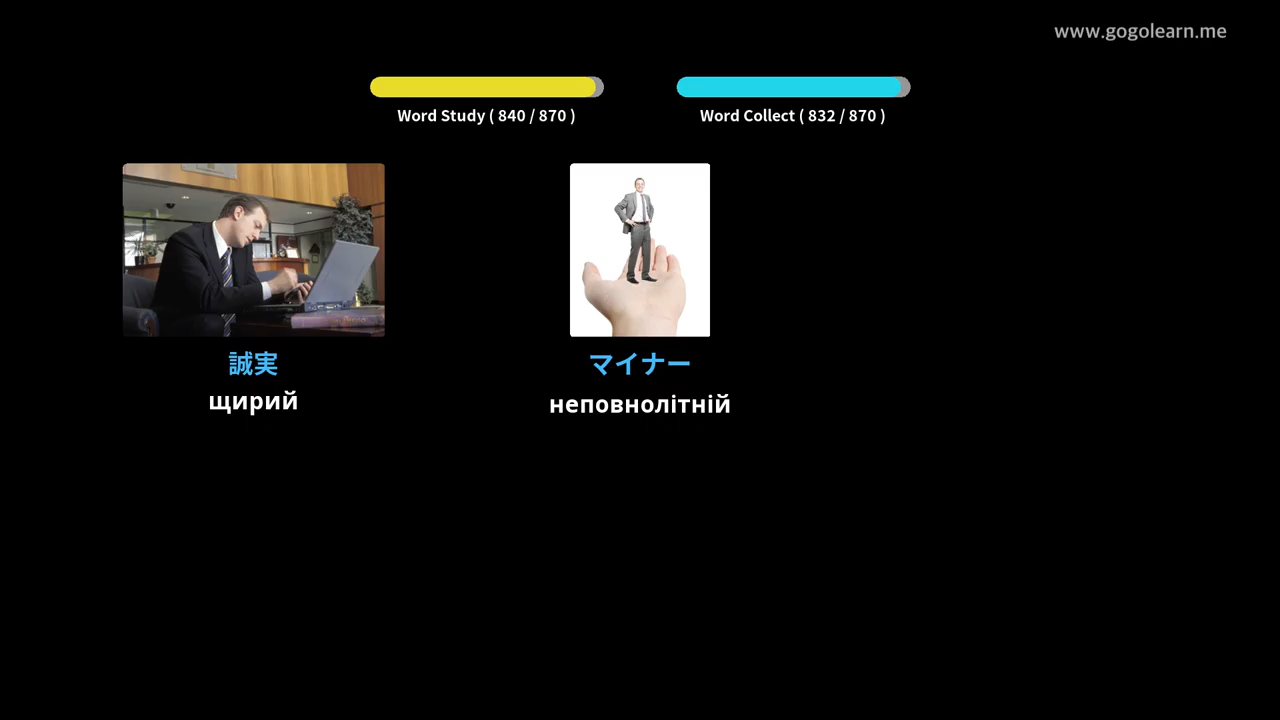 www.gogolearn.me
Word Study ( 840 / 870 )
Word Collect ( 832 / 870 )
誠実
щирий
マイナー
неповнолітній